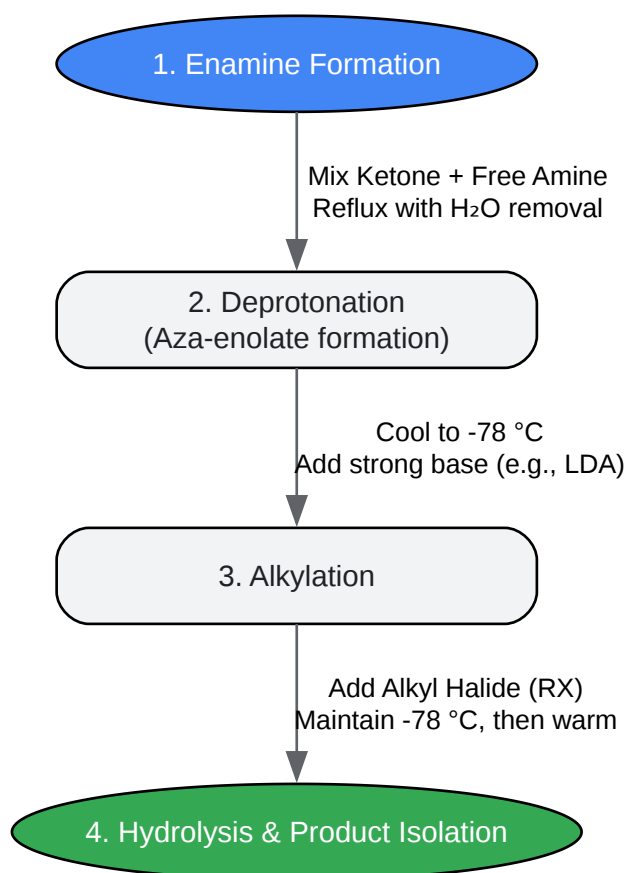 1. Enamine Formation
Mix Ketone + Free Amine
Reflux with H₂O removal
2. Deprotonation
(Aza-enolate formation)
Cool to -78 °C
Add strong base (e.g., LDA)
3. Alkylation
Add Alkyl Halide (RX)
Maintain -78 °C, then warm
4. Hydrolysis & Product Isolation